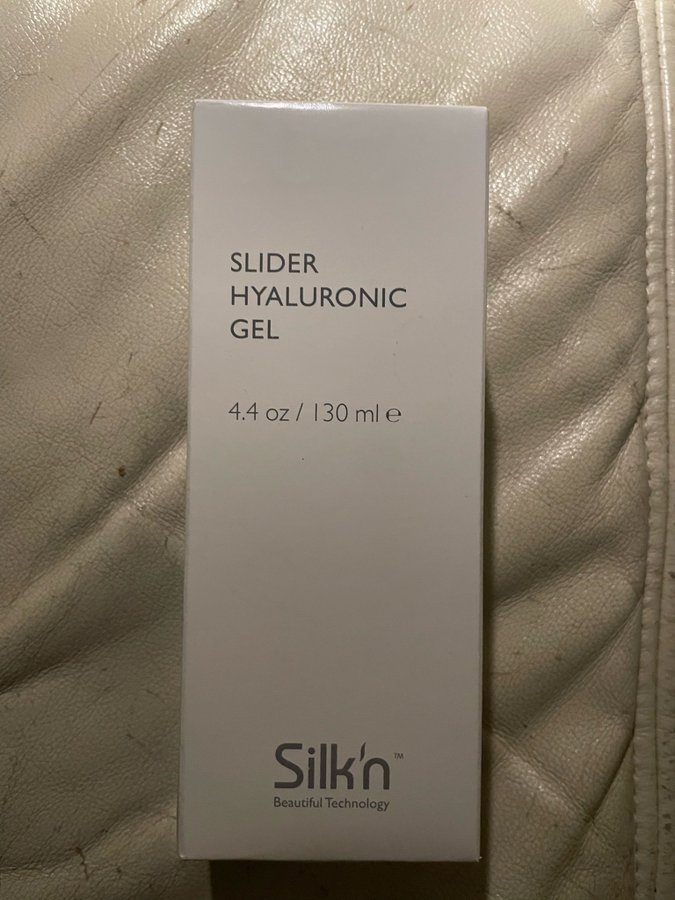 SLIDER
HYALURONIC
GEL
4.4 oz / 130 ml ℮
Silk'n™
Beautiful Technology